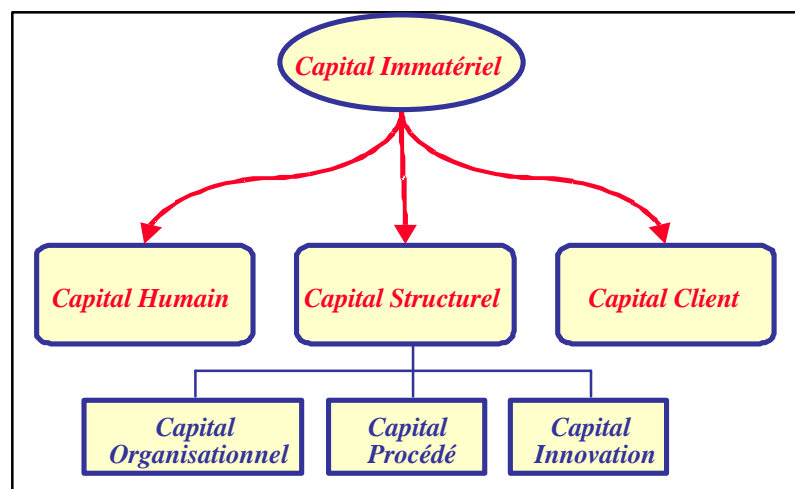 Capital Immatériel
Capital Humain
Capital Structurel
Capital Client
Capital
Organisationnel
Capital
Procédé
Capital
Innovation